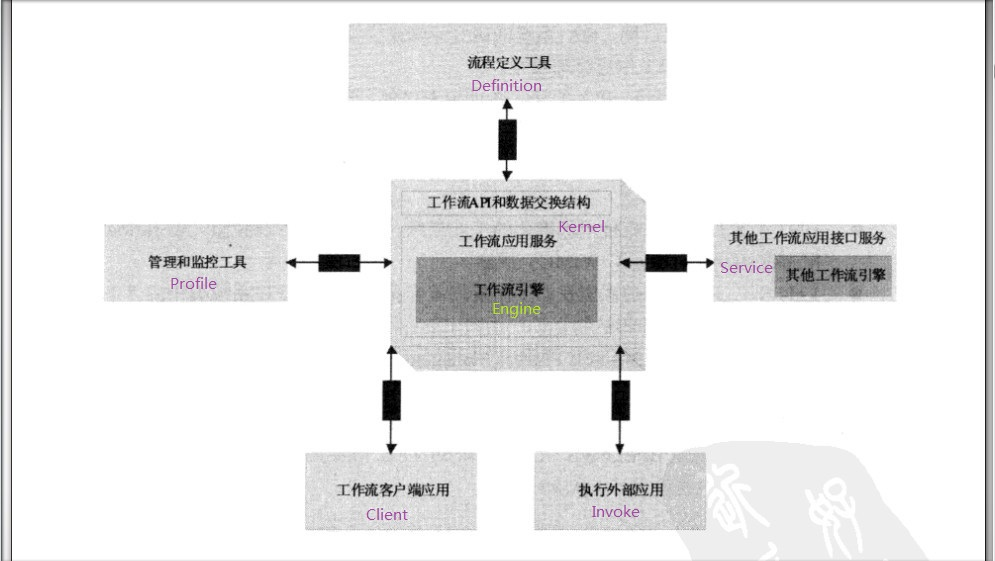 流程定义工具
Definition
工作流API和数据交换结构
Kernel
工作流应用服务
管理和监控工具
Profile
工作流引擎
Engine
其他工作流应用接口服务
Service
其他工作流引擎
工作流客户端应用
Client
执行外部应用
Invoke